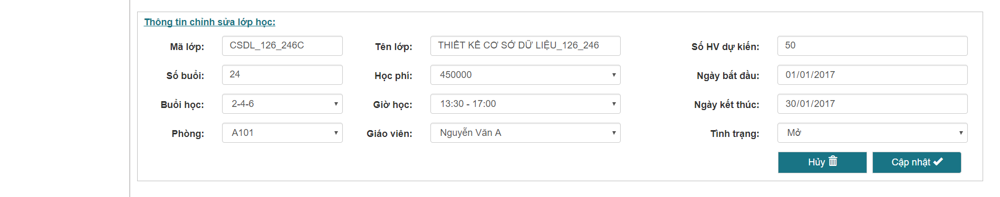 Thông tin chỉnh sửa lớp học:
Mã lớp: CSDL_126_246C Tên lớp: THIẾT KẾ CƠ SỞ DỮ LIỆU_126_246 Số HV dự kiến: 50
Số buổi: 24 Học phí: 450000 Ngày bắt đầu: 01/01/2017
Buổi học: 2-4-6 Giờ học: 13:30 - 17:00 Ngày kết thúc: 30/01/2017
Phòng: A101 Giáo viên: Nguyễn Văn A Tình trạng: Mở
Hủy Cập nhật